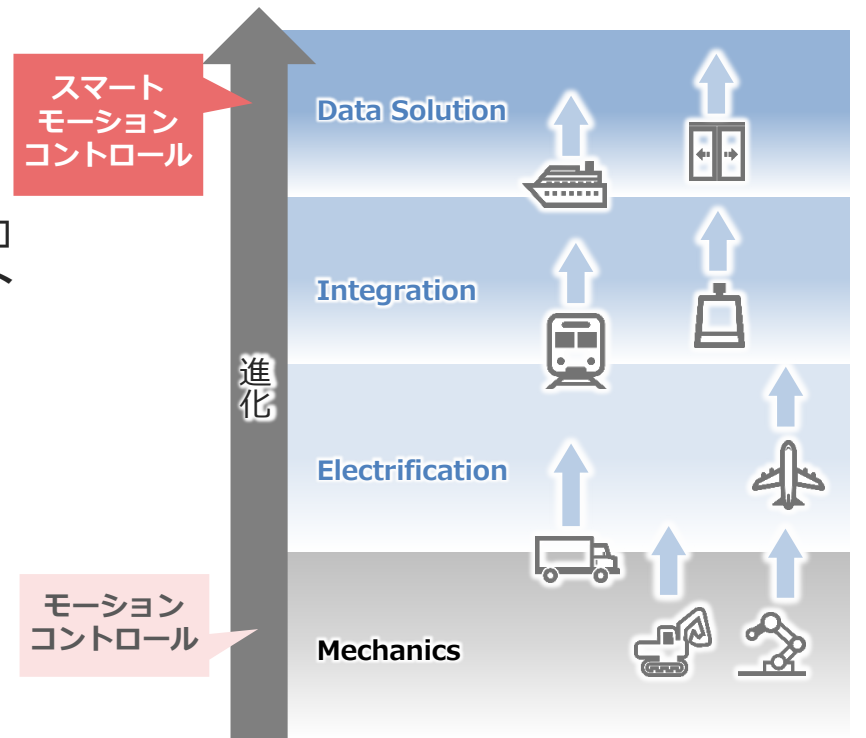 スマート
モーション
コントロール
Data Solution
Integration
進
化
Electrification
モーション
コントロール
Mechanics